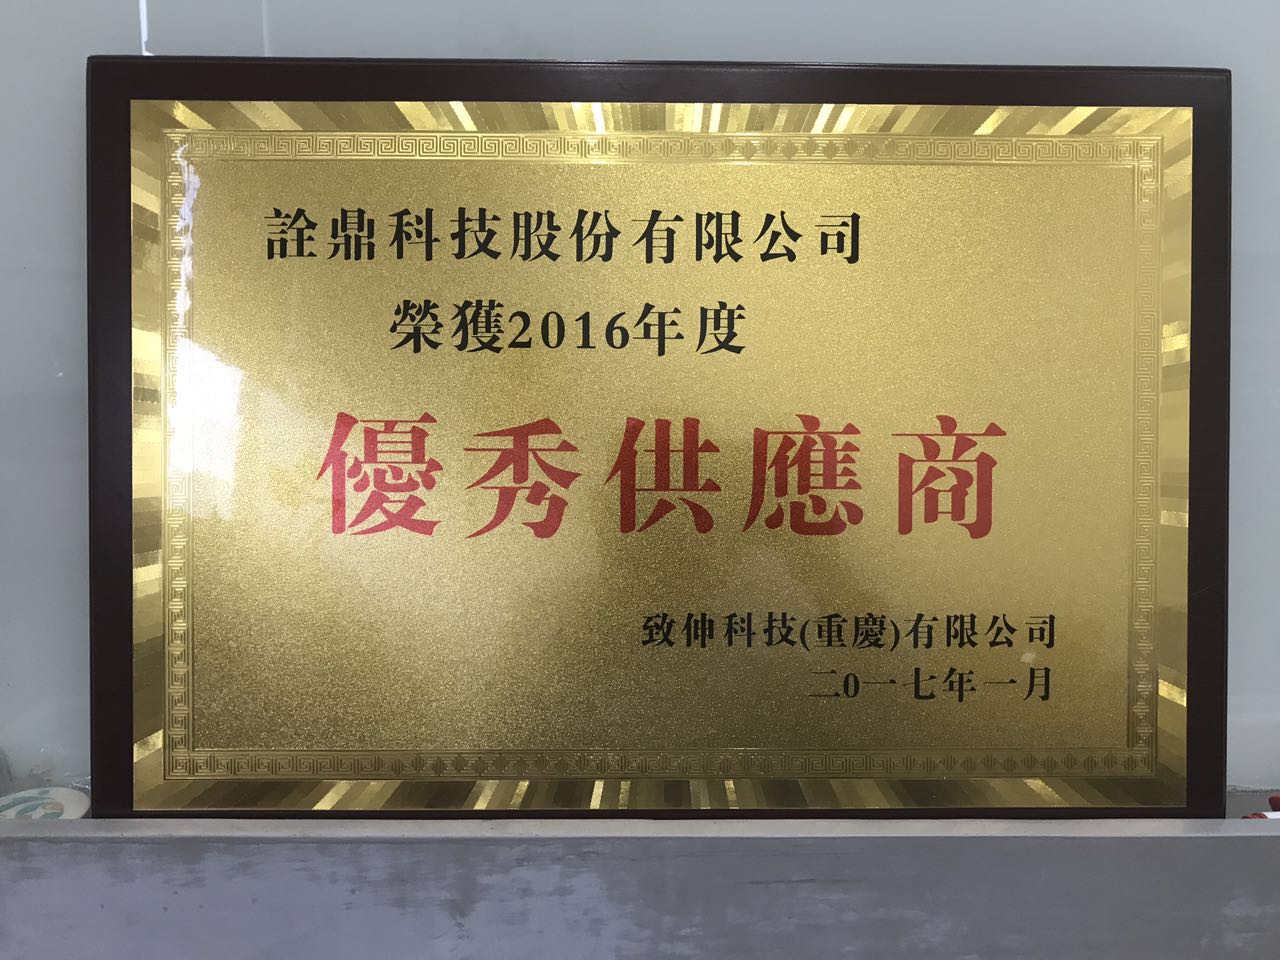 詮鼎科技股份有限公司
榮獲2016年度
優秀供應商
致伸科技(重慶)有限公司
二0一七年一月